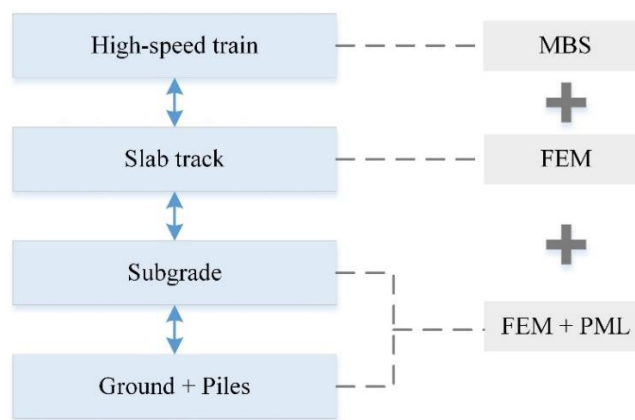 High-speed train
MBS
+
Slab track
FEM
+
Subgrade
FEM + PML
Ground + Piles